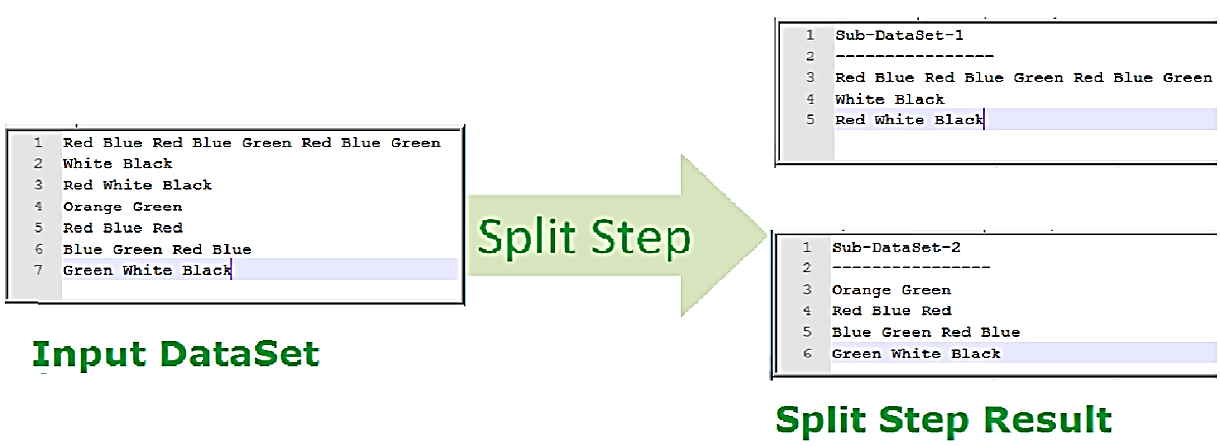 1 Red Blue Red Blue Green Red Blue Green
2 White Black
3 Red White Black
4 Orange Green
5 Red Blue Red
6 Blue Green Red Blue
7 Green White Black
Input DataSet
Split Step
1 Sub-DataSet-1
2 ----------------
3 Red Blue Red Blue Green Red Blue Green
4 White Black
5 Red White Black
1 Sub-DataSet-2
2 ----------------
3 Orange Green
4 Red Blue Red
5 Blue Green Red Blue
6 Green White Black
Split Step Result